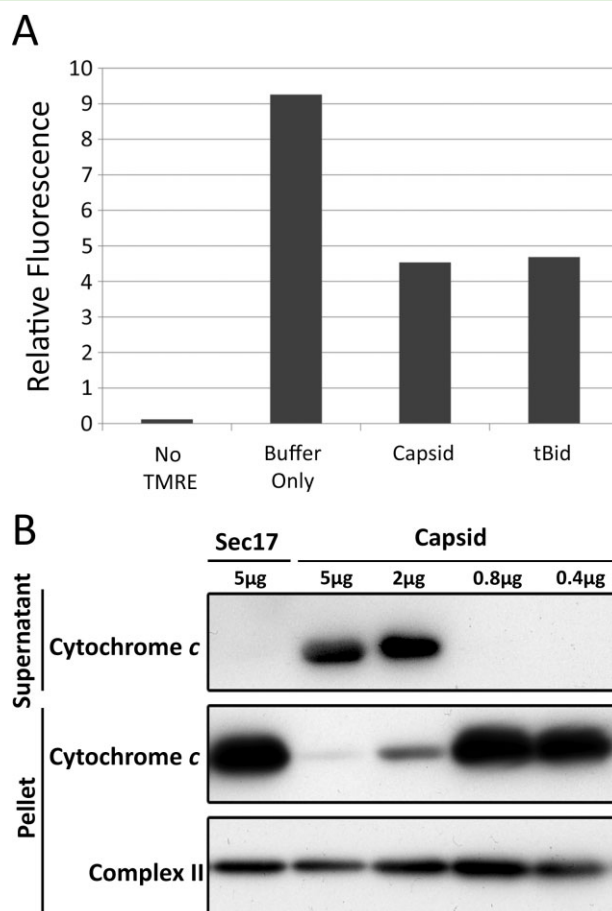 A
Relative Fluorescence
10
9
8
7
6
5
4
3
2
1
0
No TMRE
Buffer Only
Capsid
tBid
B
Sec17
Capsid
5µg
5µg
2µg
0.8µg
0.4µg
Supernatant
Cytochrome c
Pellet
Cytochrome c
Complex II